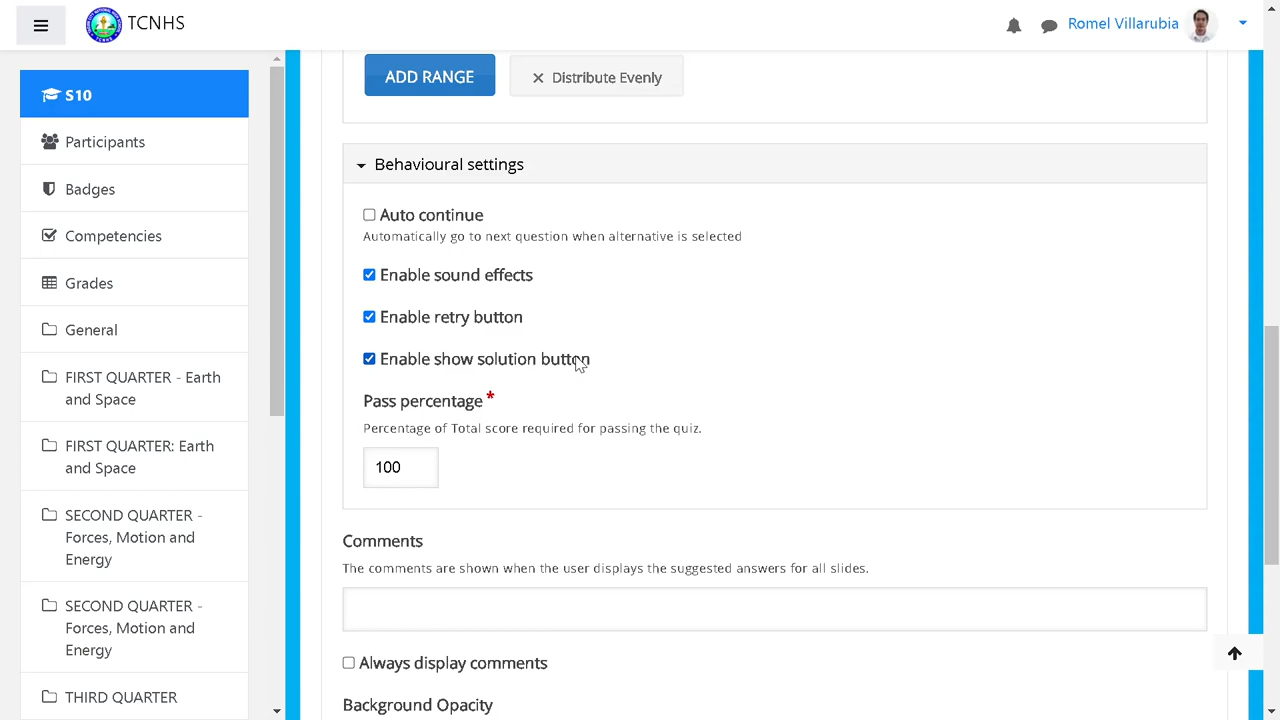 TCNHS
Romel Villarubia
S10
Participants
Badges
Competencies
Grades
General
FIRST QUARTER - Earth
and Space
FIRST QUARTER: Earth
and Space
SECOND QUARTER -
Forces, Motion and
Energy
SECOND QUARTER -
Forces, Motion and
Energy
THIRD QUARTER
ADD RANGE
Distribute Evenly
Behavioural settings
Auto continue
Automatically go to next question when alternative is selected
Enable sound effects
Enable retry button
Enable show solution button
Pass percentage *
Percentage of Total score required for passing the quiz.
100
Comments
The comments are shown when the user displays the suggested answers for all slides.
Always display comments
Background Opacity